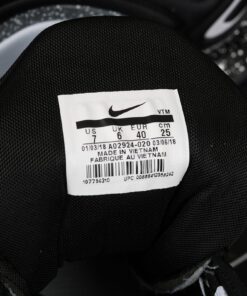 VTM
US UK EUR cm
7 6 40 25
01/03/18 AO2924-020 03/06/18
MADE IN VIETNAM
FABRIQUE AU VIETNAM
UPC